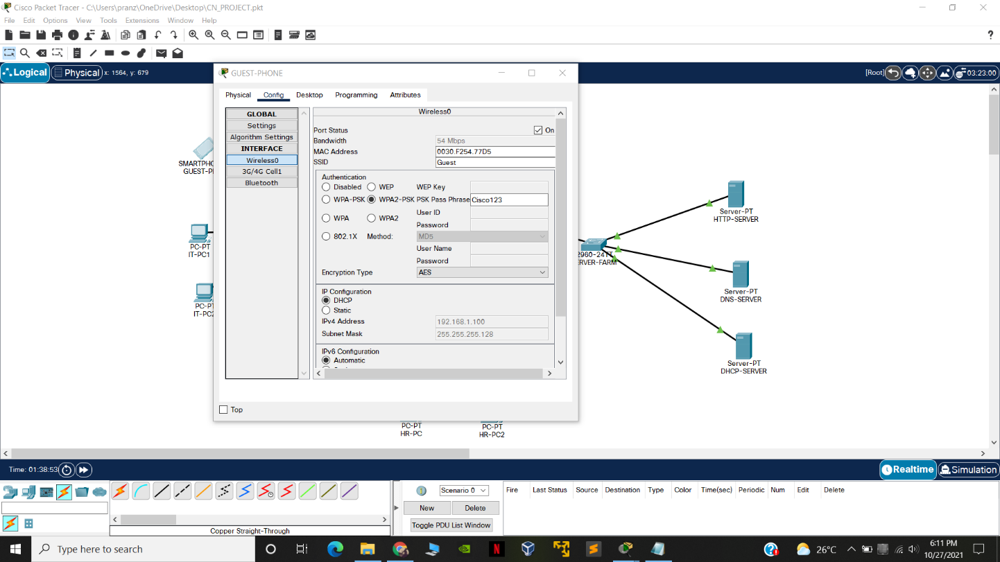 Cisco Packet Tracer - C:\Users\pranz\OneDrive\Desktop\CN_PROJECT.pkt
File Edit Options View Tools Extensions Window Help
?
Logical Physical x: 1564, y: 679 [Root] 03:23:00
GUEST-PHONE
Physical Config Desktop Programming Attributes
GLOBAL
Settings
Algorithm Settings
INTERFACE
Wireless0
3G/4G Cell1
Bluetooth
Wireless0
Port Status On
Bandwidth 54 Mbps
MAC Address 0030.F254.77D5
SSID Guest
Authentication
Disabled WEP WEP Key
WPA-PSK WPA2-PSK PSK Pass Phrase Cisco123
User ID
WPA WPA2
Password
802.1X Method: MD5
User Name
Password
Encryption Type AES
IP Configuration
DHCP
Static
IPv4 Address 192.168.1.100
Subnet Mask 255.255.255.128
IPv6 Configuration
Automatic
Top
SMARTPHO
GUEST-P
PC-PT
IT-PC1
PC-PT
IT-PC2
2960-24TT
ERVER-FARM
Server-PT
HTTP-SERVER
Server-PT
DNS-SERVER
Server-PT
DHCP-SERVER
PC-PT
HR-PC
PC-PT
HR-PC2
Time: 01:38:53 Realtime Simulation
Scenario 0
New Delete
Toggle PDU List Window
Fire Last Status Source Destination Type Color Time(sec) Periodic Num Edit Delete
Copper Straight-Through
Type here to search
26°C
6:11 PM
10/27/2021